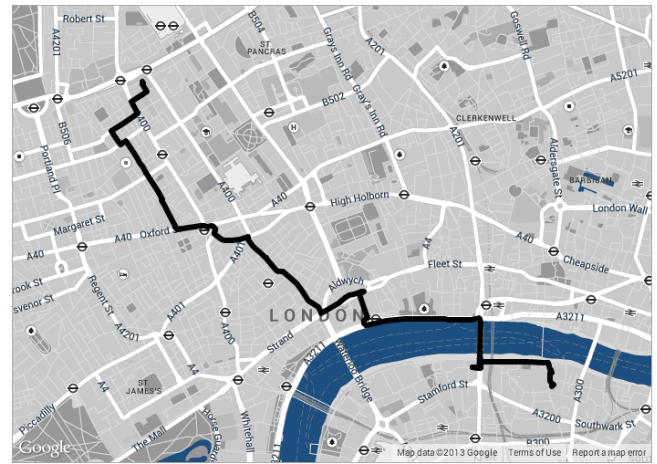 Robert St
A4201
B504
ST.
PANCRAS
Gray's Inn Rd
A201
Goswell Rd
A5201
B502
Gray's Inn Rd
CLERKENWELL
A400
B506
A201
Aldersgate St
Portland Pl
BARBICAN
A400
A40
High Holborn
London Wall
Margaret St
A40
Oxford
A40
A401
A4
Fleet St
A40
Cheapside
Aldwych
rook St
svenor St
Regent St
A401
A4201
A400
LONDON
Strand
A3211
A3211
Waterloo Bridge
A4
ST.
JAMES'S
Stamford St
A300
Piccadilly
The Mall
Horse Guards
Whitehall
A3200
Southwark St
B300
Google
Map data ©2013 Google
Terms of Use
Report a map error